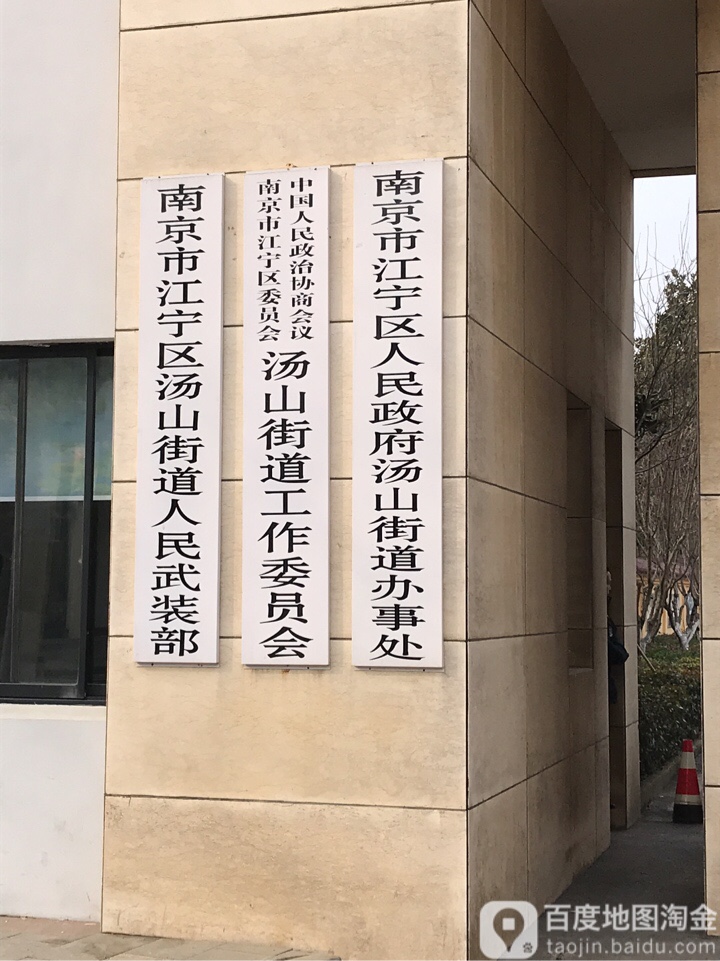 南京市江宁区人民政府汤山街道办事处
中国人民政治协商会议
南京市江宁区委员会
汤山街道工作委员会
南京市江宁区汤山街道人民武装部
百度地图淘金
taojin.baidu.com